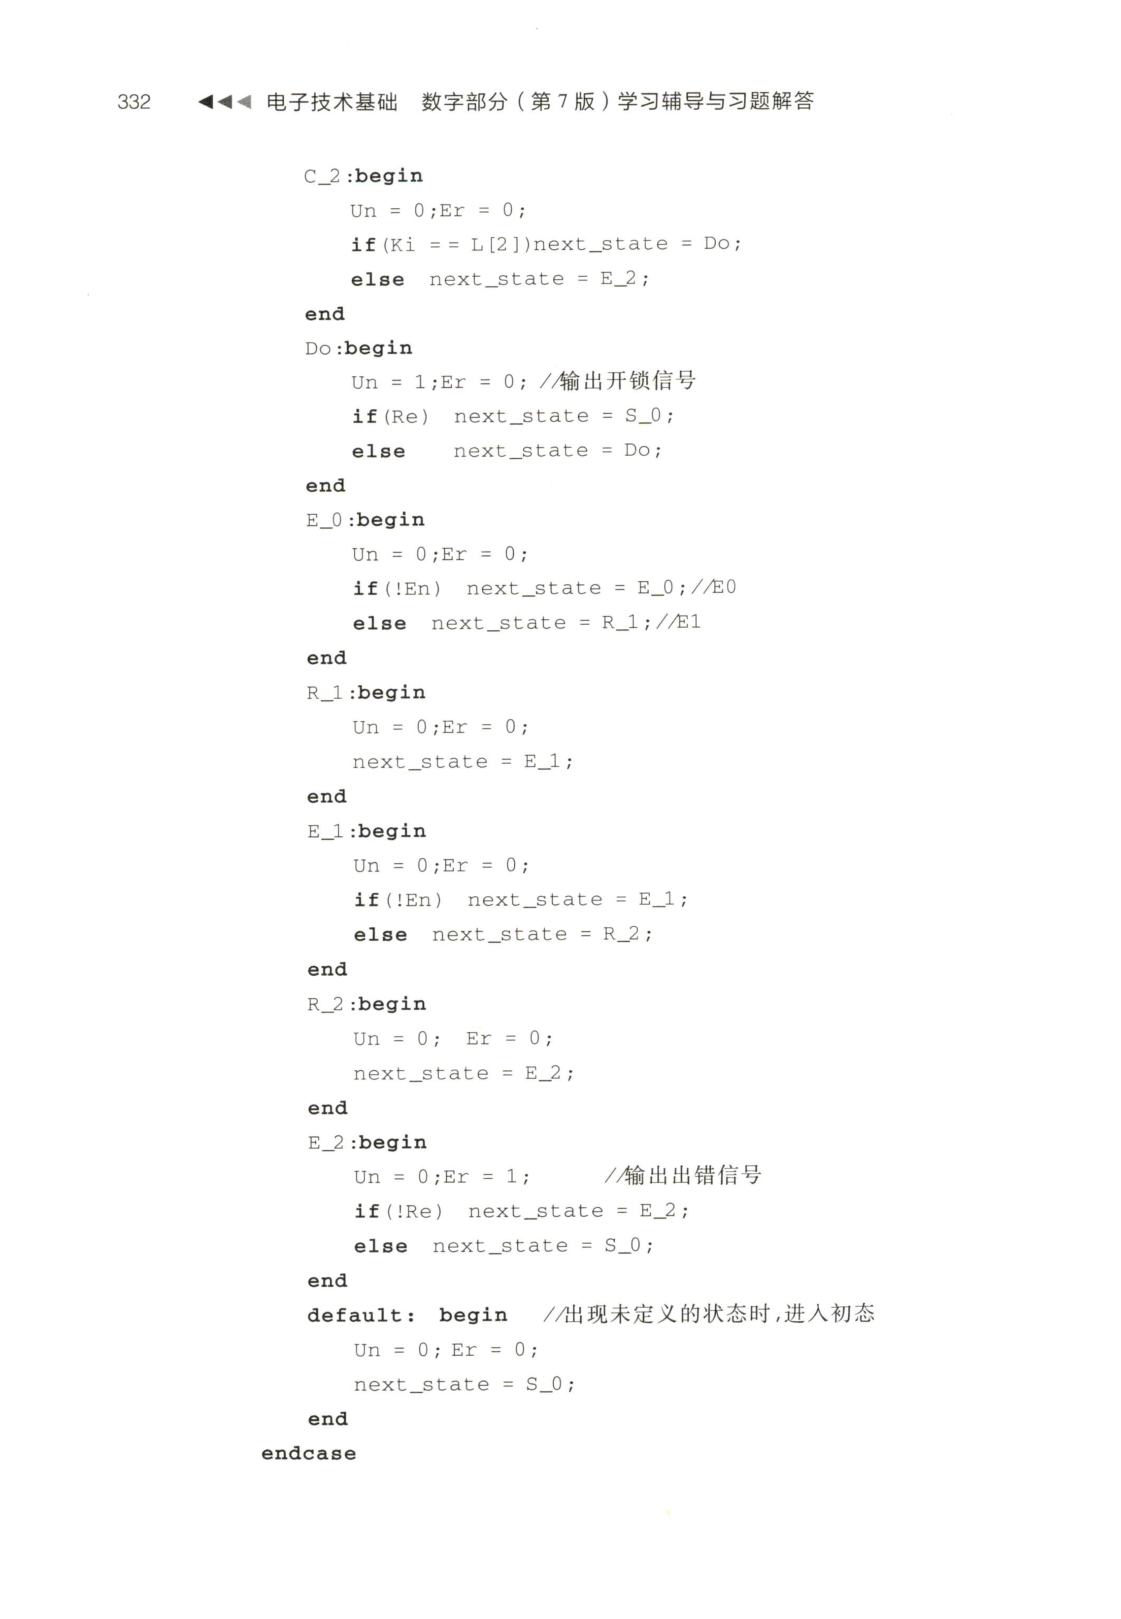 332 ◀◀◀ 电子技术基础 数字部分（第7版）学习辅导与习题解答
C_2:begin
Un = 0;Er = 0;
if(Ki == L[2])next_state = Do;
else next_state = E_2;
end
Do:begin
Un = 1;Er = 0; //输出开锁信号
if(Re) next_state = S_0;
else next_state = Do;
end
E_0:begin
Un = 0;Er = 0;
if(!En) next_state = E_0;//E0
else next_state = R_1;//E1
end
R_1:begin
Un = 0;Er = 0;
next_state = E_1;
end
E_1:begin
Un = 0;Er = 0;
if(!En) next_state = E_1;
else next_state = R_2;
end
R_2:begin
Un = 0; Er = 0;
next_state = E_2;
end
E_2:begin
Un = 0;Er = 1; //输出出错信号
if(!Re) next_state = E_2;
else next_state = S_0;
end
default: begin //出现未定义的状态时,进入初态
Un = 0; Er = 0;
next_state = S_0;
end
endcase